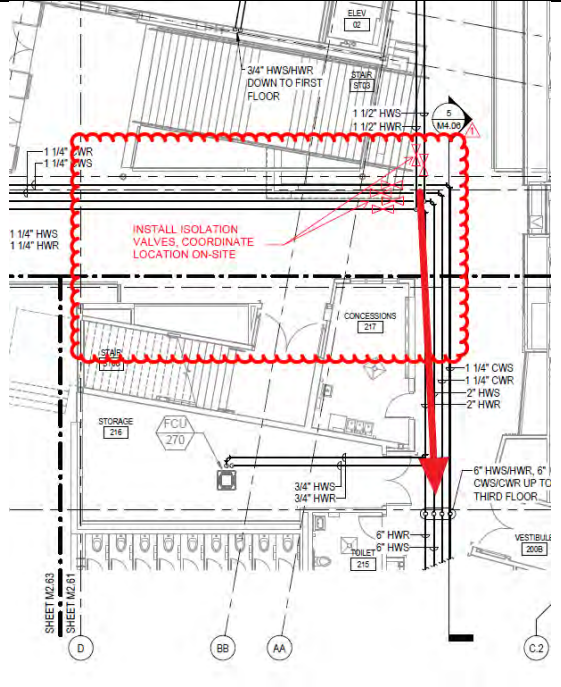 ELEV
02
3/4" HWS/HWR
DOWN TO FIRST
FLOOR
STAIR
ST03
1 1/2" HWS
1 1/2" HWR
5
M4.06
1
1 1/4" CWR
1 1/4" CWS
1 1/4" HWS
1 1/4" HWR
INSTALL ISOLATION
VALVES, COORDINATE
LOCATION ON-SITE
CONCESSIONS
217
STAIR
1 1/4" CWS
1 1/4" CWR
2" HWS
2" HWR
STORAGE
216
FCU
270
3/4" HWS
3/4" HWR
6" HWS/HWR, 6"
CWS/CWR UP TO
THIRD FLOOR
6" HWR
6" HWS
TOILET
215
VESTIBULE
200B
SHEET M2.63
SHEET M2.61
D
BB
AA
C.2